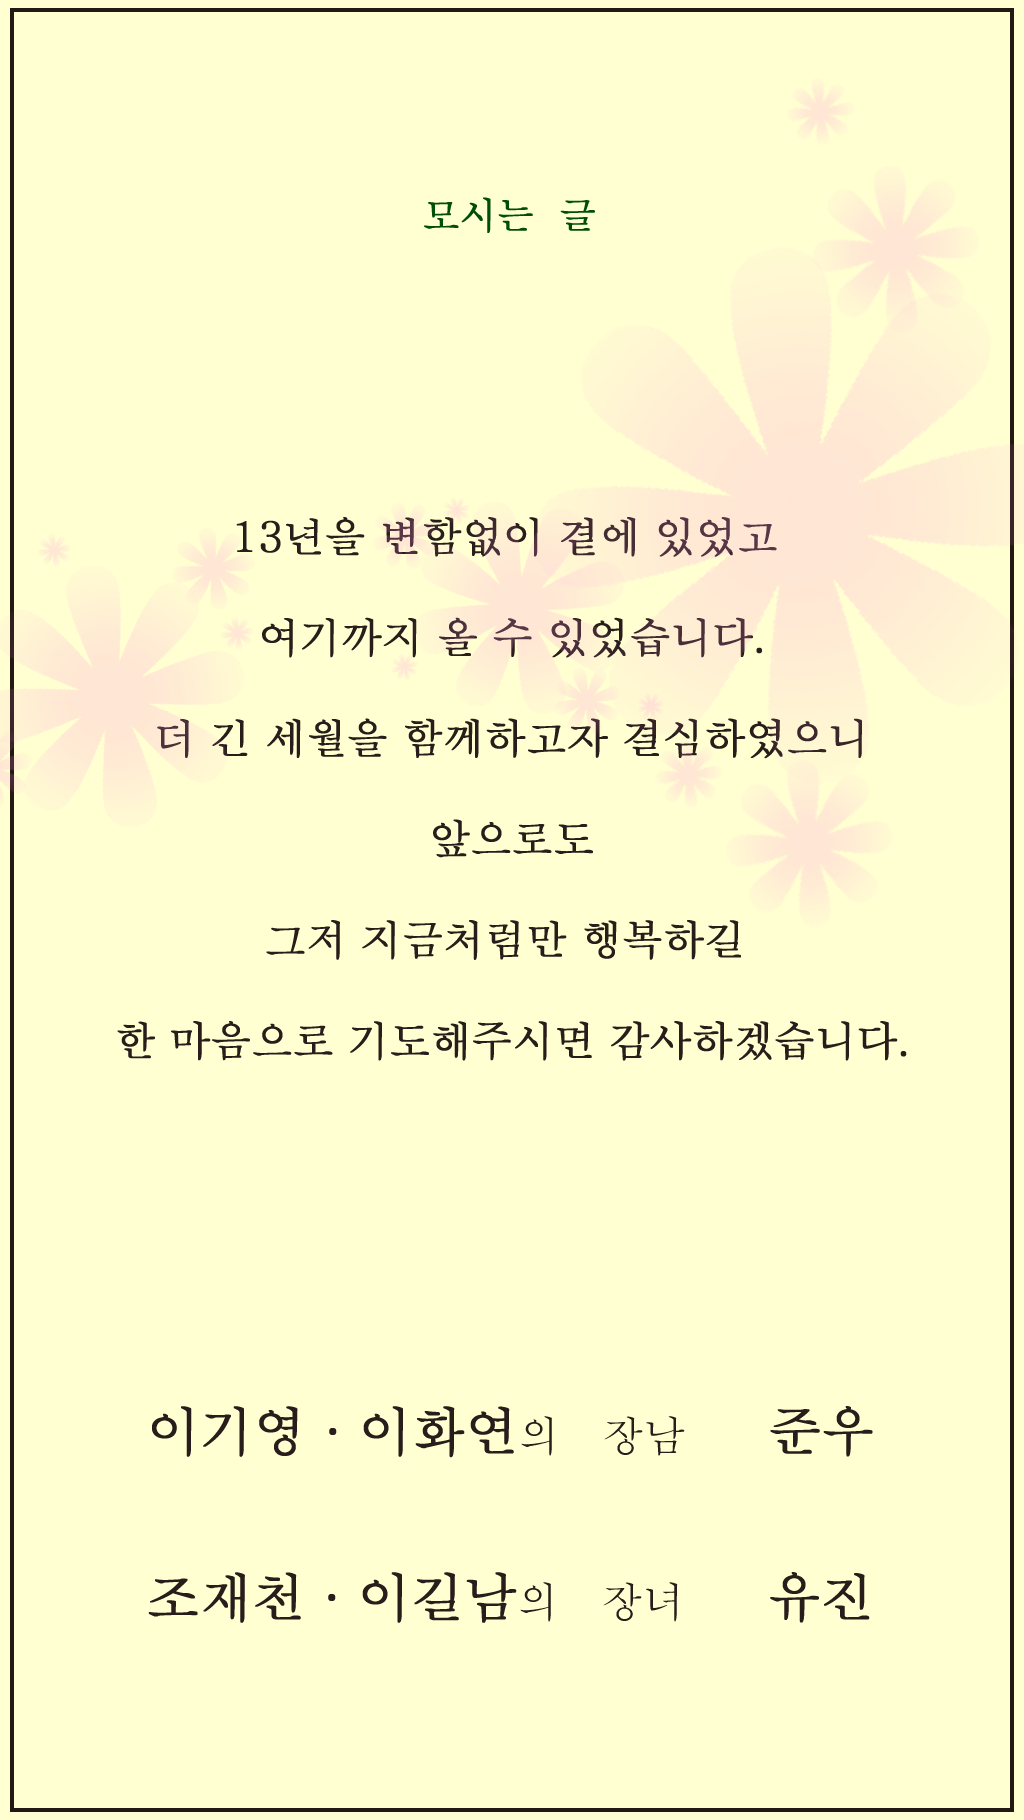 모시는 글
13년을 변함없이 곁에 있었고
여기까지 올 수 있었습니다.
더 긴 세월을 함께하고자 결심하였으니
앞으로도
그저 지금처럼만 행복하길
한 마음으로 기도해주시면 감사하겠습니다.
이기영 · 이화연의 장남 준우
조재천 · 이길남의 장녀 유진